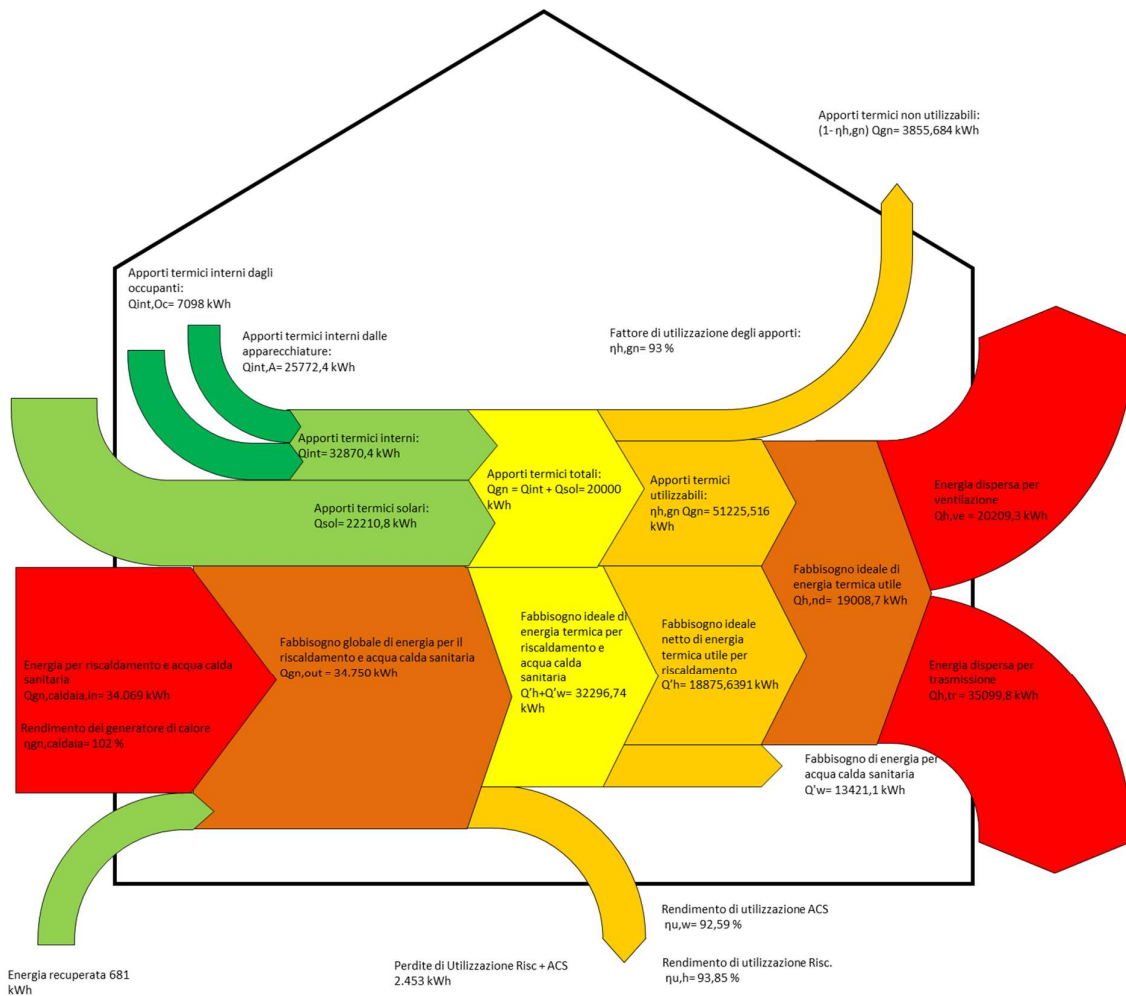 Apporti termici non utilizzabili:
(1- ηh,gn) Qgn= 3855,684 kWh
Apporti termici interni dagli
occupanti:
Qint,Oc= 7098 kWh
Apporti termici interni dalle
apparecchiature:
Qint,A= 25772,4 kWh
Fattore di utilizzazione degli apporti:
ηh,gn= 93 %
Apporti termici interni:
Qint= 32870,4 kWh
Apporti termici solari:
Qsol= 22210,8 kWh
Apporti termici totali:
Qgn = Qint + Qsol= 20000
kWh
Apporti termici
utilizzabili:
ηh,gn Qgn= 51225,516
kWh
Energia dispersa per
ventilazione
Qh,ve = 20209,3 kWh
Fabbisogno ideale di
energia termica utile
Qh,nd= 19008,7 kWh
Energia per riscaldamento e acqua calda
sanitaria
Qgn,caldaia,in= 34.069 kWh
Rendimento del generatore di calore
ηgn,caldaia= 102 %
Fabbisogno globale di energia per il
riscaldamento e acqua calda sanitaria
Qgn,out = 34.750 kWh
Fabbisogno ideale di
energia termica per
riscaldamento e
acqua calda
sanitaria
Q’h+Q’w= 32296,74
kWh
Fabbisogno ideale
netto di energia
termica utile per
riscaldamento
Q’h= 18875,6391 kWh
Energia dispersa per
trasmissione
Qh,tr= 35099,8 kWh
Fabbisogno di energia per
acqua calda sanitaria
Q'w= 13421,1 kWh
Energia recuperata 681
kWh
Perdite di Utilizzazione Risc + ACS
2.453 kWh
Rendimento di utilizzazione ACS
ηu,w= 92,59 %
Rendimento di utilizzazione Risc.
ηu,h= 93,85 %